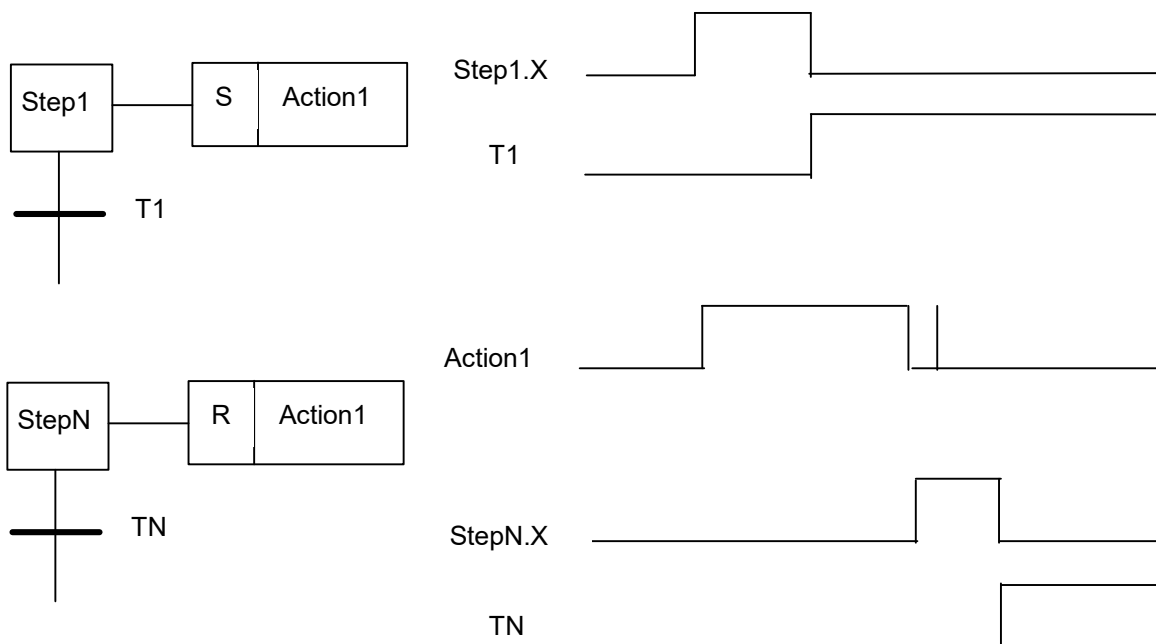 Step1
S
Action1
T1
StepN
R
Action1
TN
Step1.X
T1
Action1
StepN.X
TN